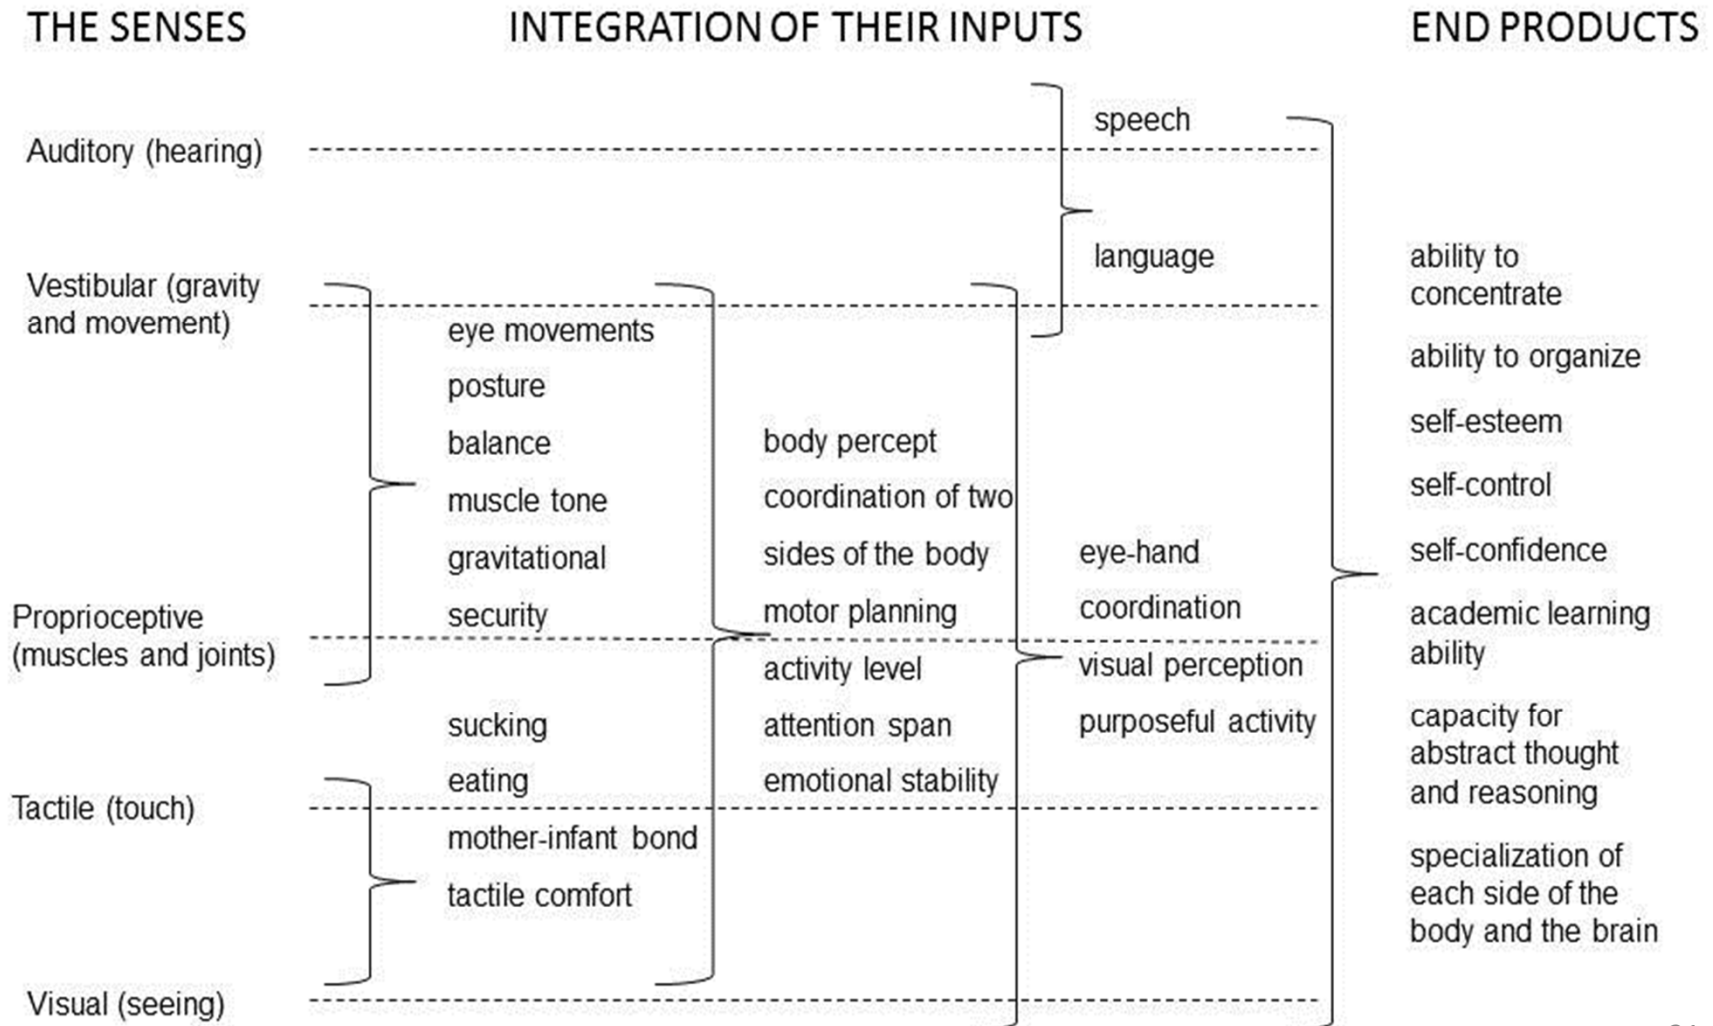 THE SENSES
INTEGRATION OF THEIR INPUTS
END PRODUCTS
Auditory (hearing)
Vestibular (gravity
and movement)
Proprioceptive
(muscles and joints)
Tactile (touch)
Visual (seeing)
eye movements
posture
balance
muscle tone
gravitational
security
sucking
eating
mother-infant bond
tactile comfort
body percept
coordination of two
sides of the body
motor planning
activity level
attention span
emotional stability
speech
language
eye-hand
coordination
visual perception
purposeful activity
ability to
concentrate
ability to organize
self-esteem
self-control
self-confidence
academic learning
ability
capacity for
abstract thought
and reasoning
specialization of
each side of the
body and the brain